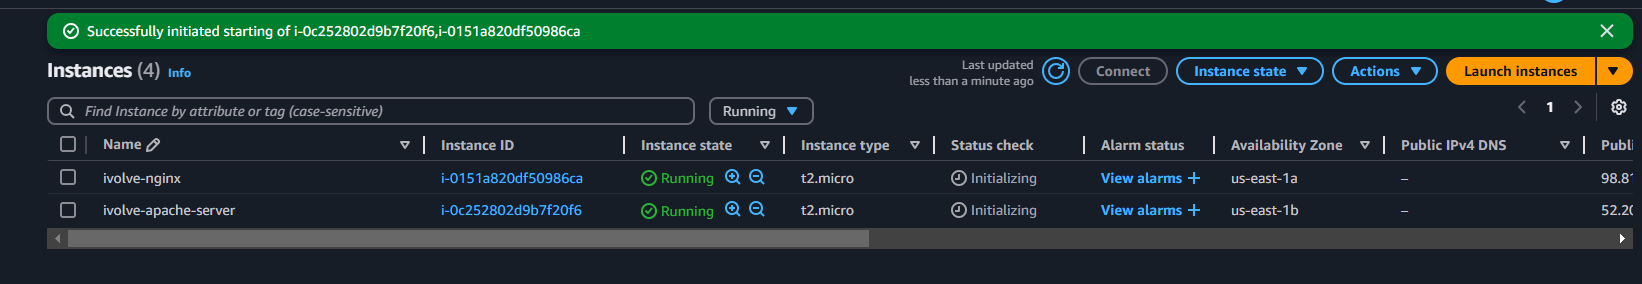 Successfully initiated starting of i-0c252802d9b7f20f6,i-0151a820df50986ca
Instances (4) Info
Last updated
less than a minute ago
Connect
Instance state
Actions
Launch instances
Find Instance by attribute or tag (case-sensitive)
Running
1
Name Instance ID Instance state Instance type Status check Alarm status Availability Zone Public IPv4 DNS Publi
ivolve-nginx i-0151a820df50986ca Running t2.micro Initializing View alarms + us-east-1a – 98.81
ivolve-apache-server i-0c252802d9b7f20f6 Running t2.micro Initializing View alarms + us-east-1b – 52.20